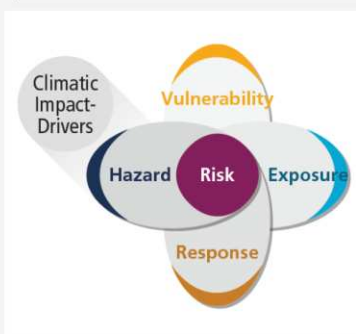 Climatic
Impact-
Drivers
Vulnerability
Hazard
Risk
Exposure
Response